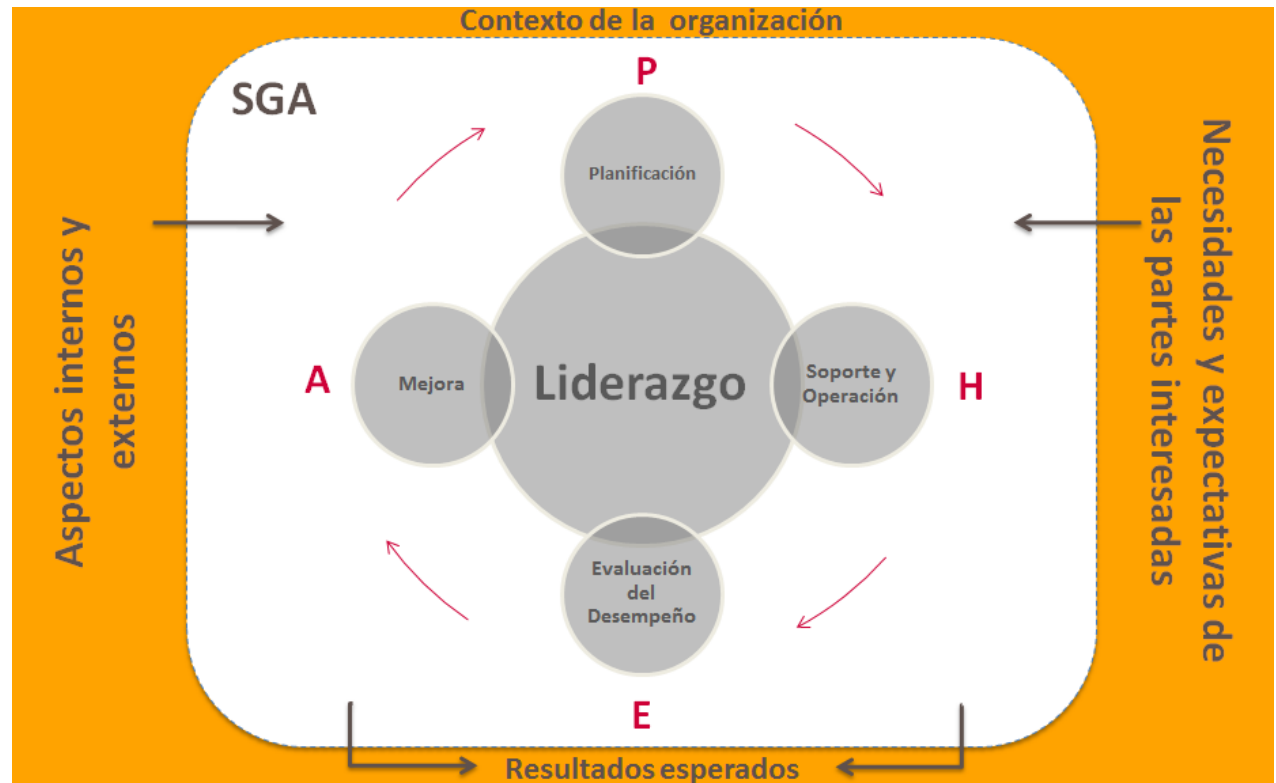 Contexto de la organización
SGA
P
Planificación
Aspectos internos y
externos
Necesidades y expectativas de
las partes interesadas
A
Mejora
Liderazgo
Soporte y
Operación
H
Evaluación
del
Desempeño
E
Resultados esperados